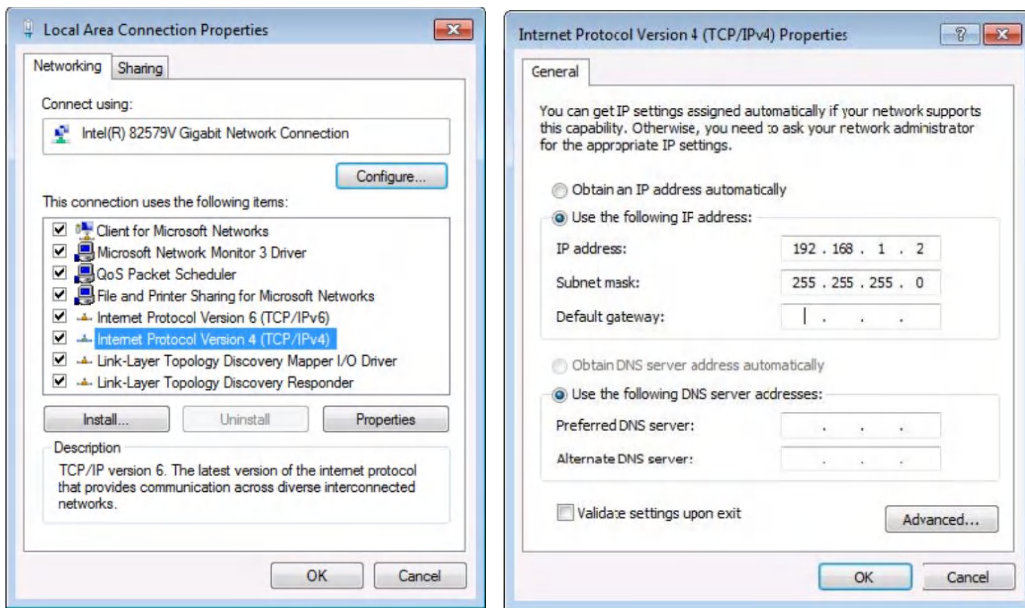 Local Area Connection Properties
Networking
Sharing
Connect using:
Intel(R) 82579V Gigabit Network Connection
Configure...
This connection uses the following items:
Client for Microsoft Networks
Microsoft Network Monitor 3 Driver
QoS Packet Scheduler
File and Printer Sharing for Microsoft Networks
Internet Protocol Version 6 (TCP/IPv6)
Internet Protocol Version 4 (TCP/IPv4)
Link-Layer Topology Discovery Mapper I/O Driver
Link-Layer Topology Discovery Responder
Install...
Uninstall
Properties
Description
TCP/IP version 6. The latest version of the internet protocol
that provides communication across diverse interconnected
networks.
OK
Cancel
Internet Protocol Version 4 (TCP/IPv4) Properties
General
You can get IP settings assigned automatically if your network supports
this capability. Otherwise, you need to ask your network administrator
for the appropriate IP settings.
Obtain an IP address automatically
Use the following IP address:
IP address: 192 . 168 . 1 . 2
Subnet mask: 255 . 255 . 255 . 0
Default gateway: . . .
Obtain DNS server address automatically
Use the following DNS server addresses:
Preferred DNS server: . . .
Alternate DNS server: . . .
Validate settings upon exit
Advanced...
OK
Cancel